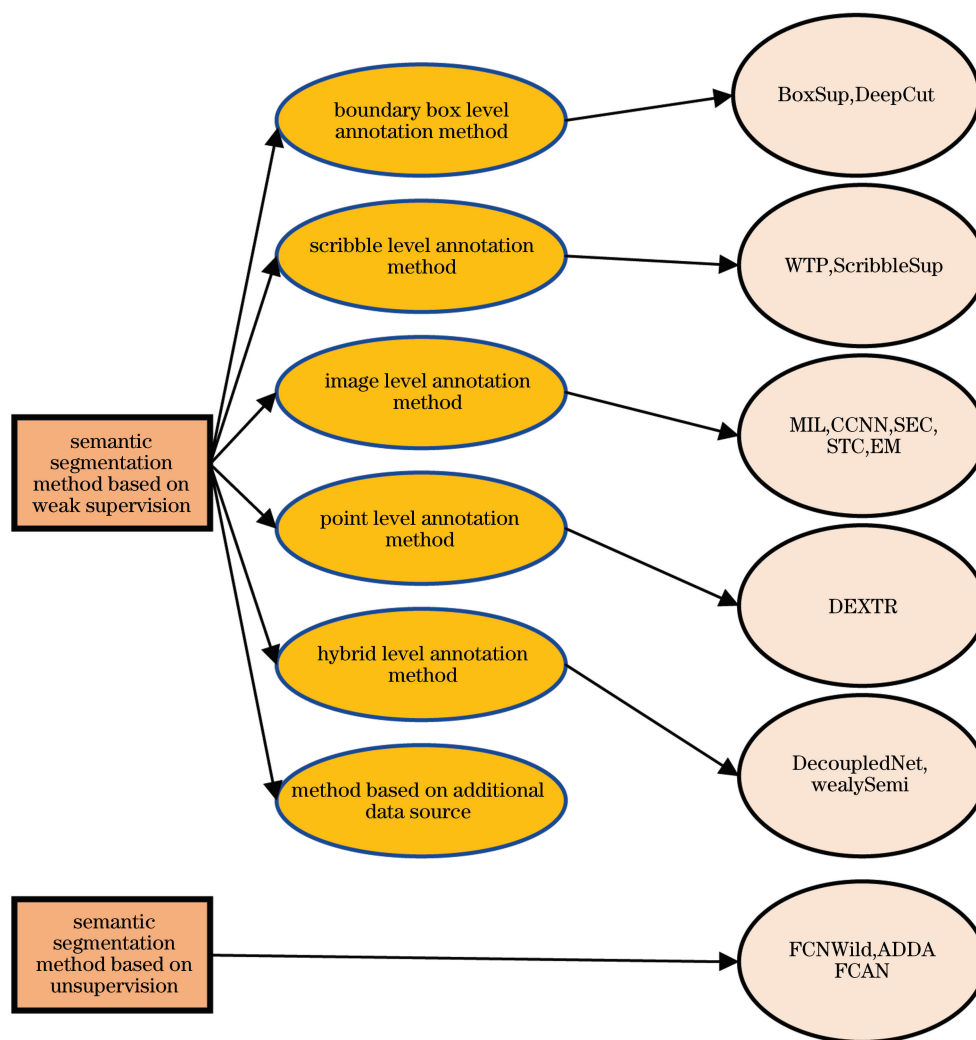 boundary box level
annotation method
BoxSup,DeepCut
scribble level annotation
method
WTP,ScribbleSup
image level annotation
method
MIL,CCNN,SEC,
STC,EM
semantic
segmentation
method based on
weak supervision
point level annotation
method
DEXTR
hybrid level annotation
method
DecoupledNet,
wealySemi
method based on additional
data source
semantic
segmentation
method based on
unsupervision
FCNWild,ADDA
FCAN